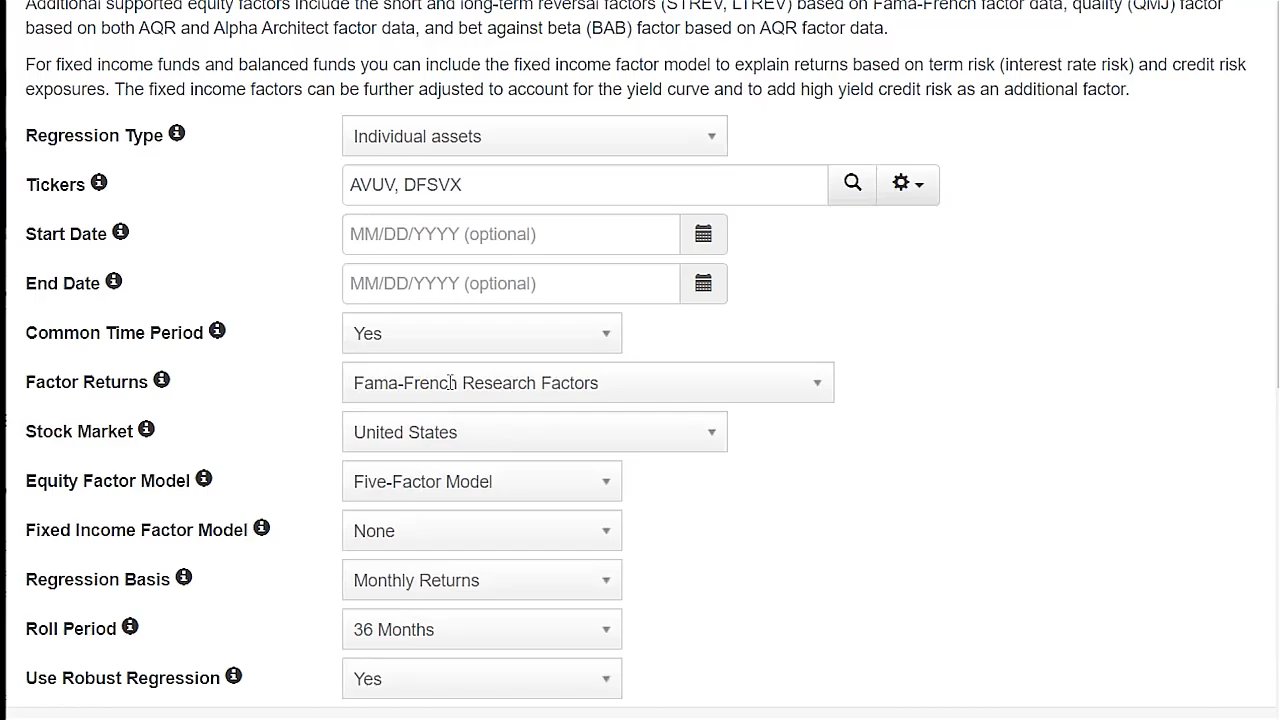 Additional supported equity factors include the short and long-term reversal factors (STREV, LTREV) based on Fama-French factor data, quality (QMJ) factor
based on both AQR and Alpha Architect factor data, and bet against beta (BAB) factor based on AQR factor data.
For fixed income funds and balanced funds you can include the fixed income factor model to explain returns based on term risk (interest rate risk) and credit risk
exposures. The fixed income factors can be further adjusted to account for the yield curve and to add high yield credit risk as an additional factor.
Regression Type Individual assets
Tickers AVUV, DFSVX
Start Date MM/DD/YYYY (optional)
End Date MM/DD/YYYY (optional)
Common Time Period Yes
Factor Returns Fama-French Research Factors
Stock Market United States
Equity Factor Model Five-Factor Model
Fixed Income Factor Model None
Regression Basis Monthly Returns
Roll Period 36 Months
Use Robust Regression Yes